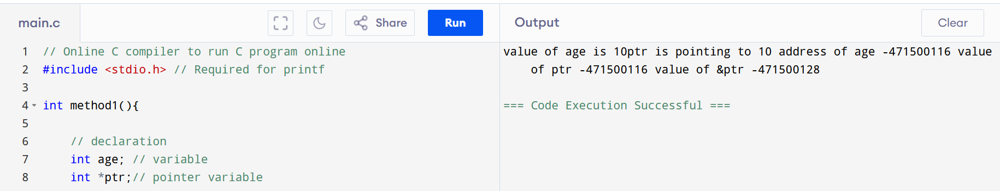 main.c
Share
Run
Output
Clear
1 // Online C compiler to run C program online
2 #include <stdio.h> // Required for printf
3
4 int method1(){
5
6 // declaration
7 int age; // variable
8 int *ptr;// pointer variable
value of age is 10ptr is pointing to 10 address of age -471500116 value
of ptr -471500116 value of &ptr -471500128
=== Code Execution Successful ===